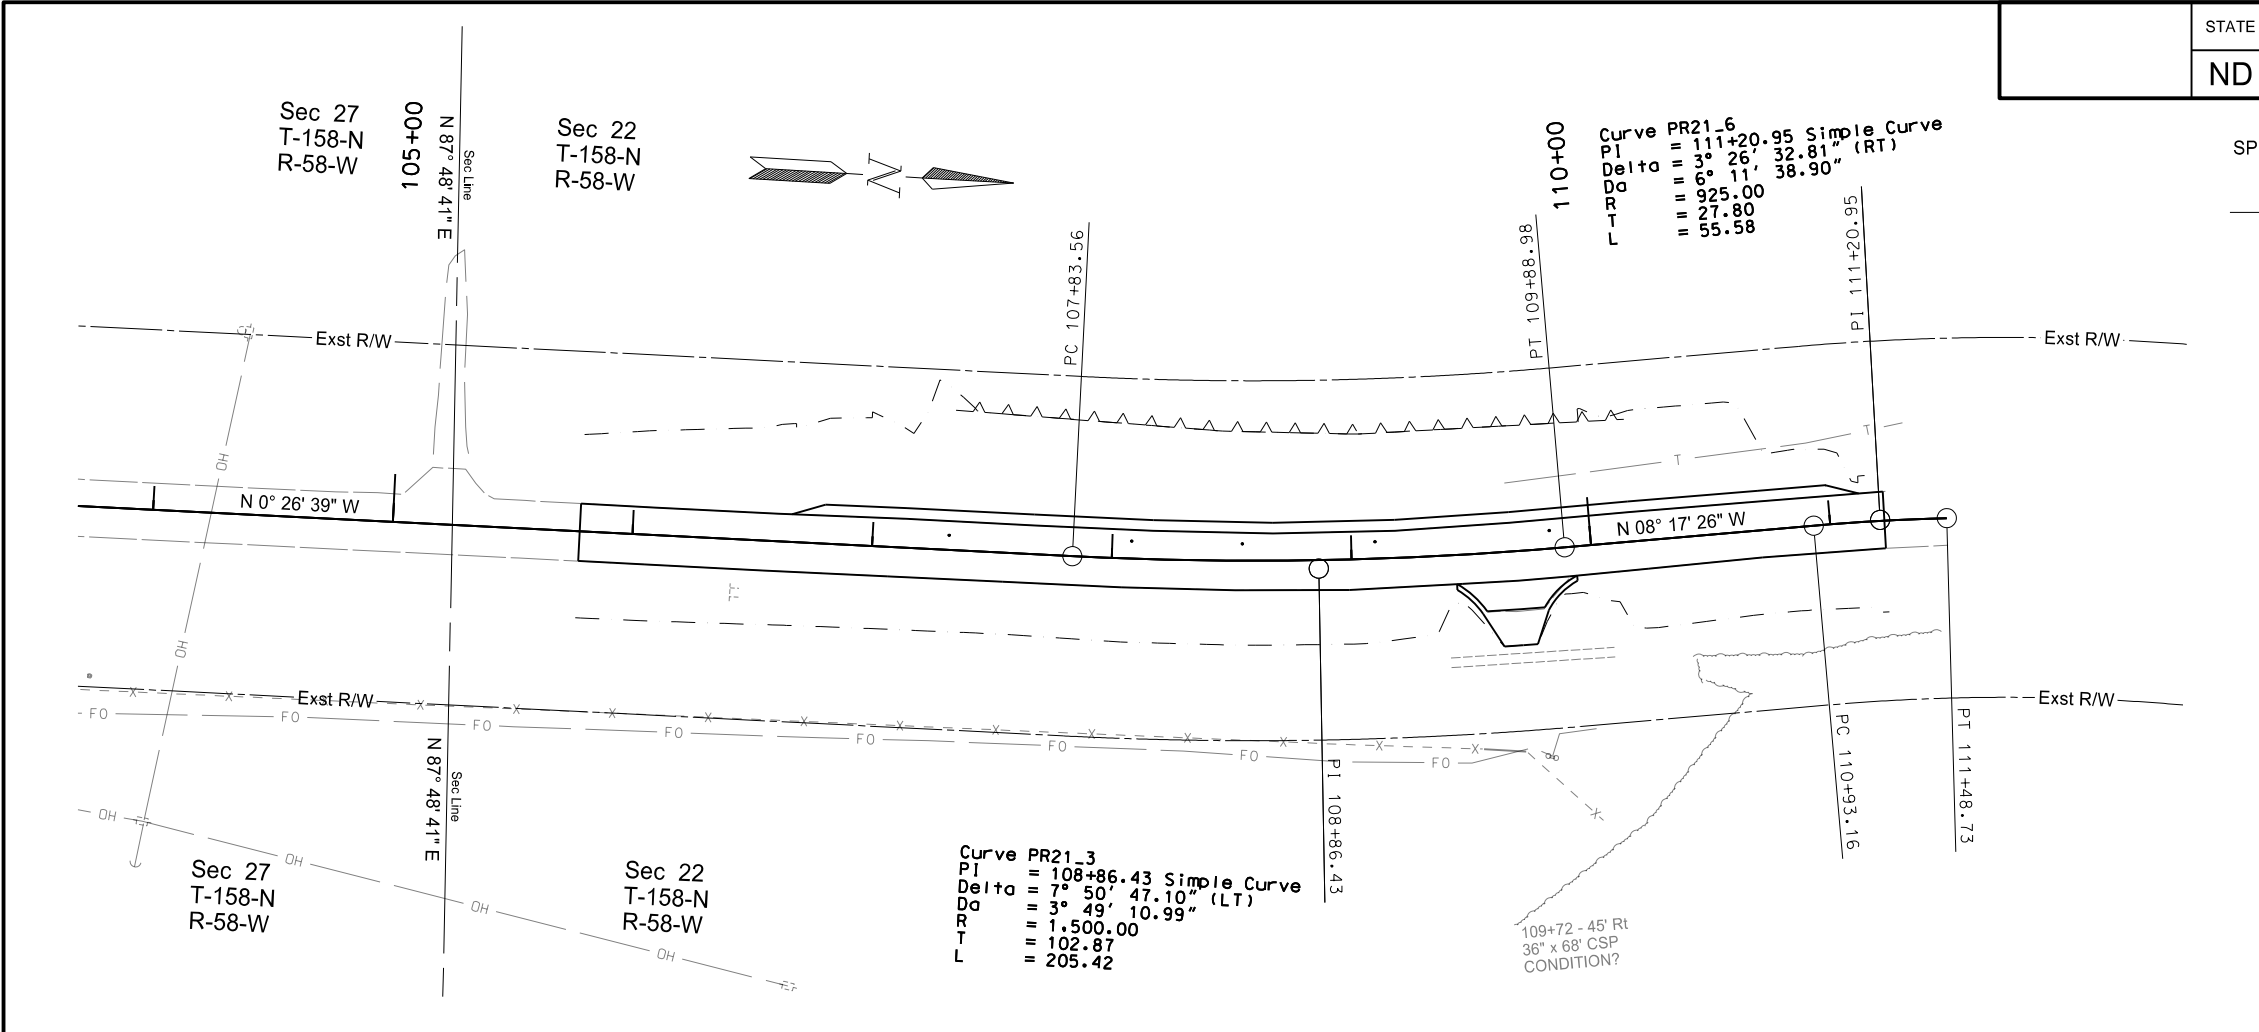 STATE
ND
SP
Sec 27
T-158-N
R-58-W
105+00
N 87° 48' 41" E
Sec Line
Sec 22
T-158-N
R-58-W
N
110+00
Curve PR21_6
PI = 111+20.95 Simple Curve
Delta = 3° 26' 32.81" (RT)
Da = 6° 11' 38.90"
R = 925.00
T = 27.80
L = 55.58
PC 107+83.56
PT 109+88.98
PI 111+20.95
Exst R/W
Exst R/W
OH
T
T
N 0° 26' 39" W
N 08° 17' 26" W
OH
X
X
Exst R/W
X
X
X
X
X
X
X
X
X
X
X
X
X
X
Exst R/W
FO
FO
FO
FO
FO
FO
FO
FO
N 87° 48' 41" E
Sec Line
PI 108+86.43
PC 110+93.16
PT 111+48.73
OH
OH
OH
OH
Sec 27
T-158-N
R-58-W
Sec 22
T-158-N
R-58-W
Curve PR21_3
PI = 108+86.43 Simple Curve
Delta = 7° 50' 47.10" (LT)
Da = 3° 49' 10.99"
R = 1,500.00
T = 102.87
L = 205.42
109+72 - 45' Rt
36" x 68' CSP
CONDITION?